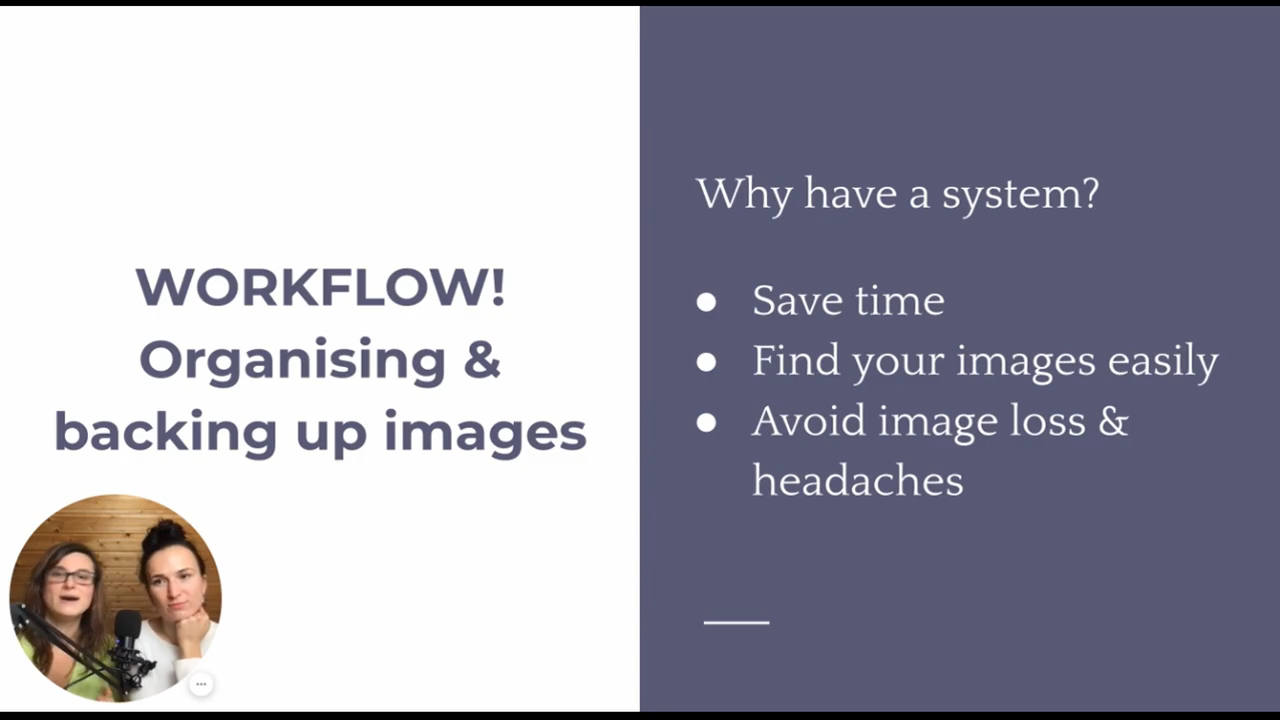 WORKFLOW!
Organising &
backing up images
Why have a system?
● Save time
● Find your images easily
● Avoid image loss &
headaches